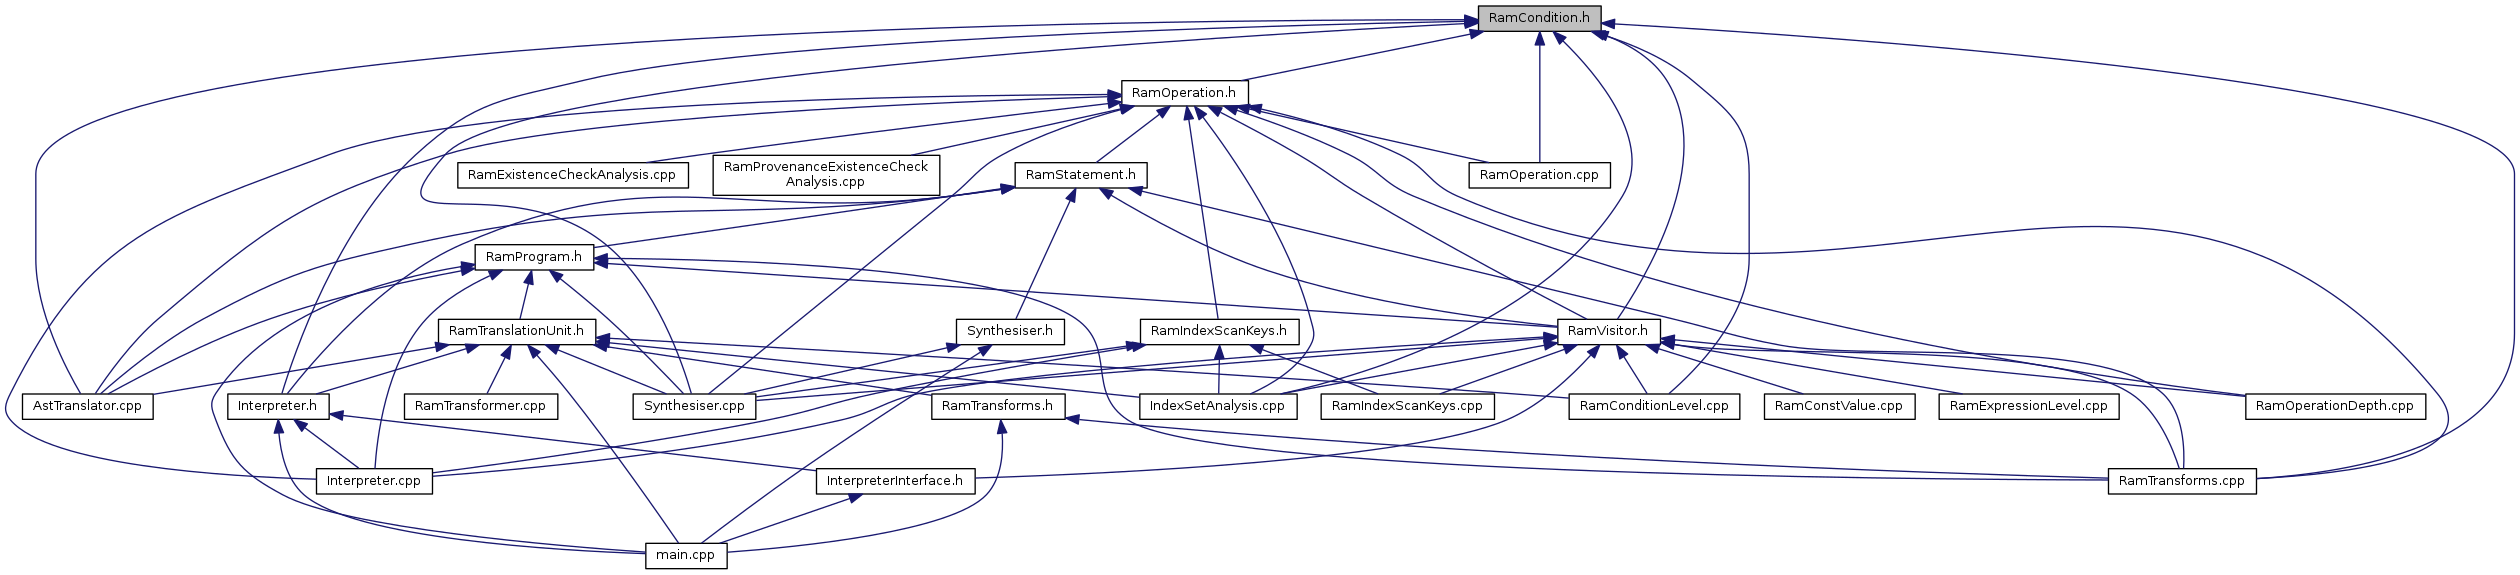 RamCondition.h
RamOperation.h
RamExistenceCheckAnalysis.cpp
RamProvenanceExistenceCheck
Analysis.cpp
RamStatement.h
RamOperation.cpp
RamProgram.h
RamTranslationUnit.h
Synthesiser.h
RamIndexScanKeys.h
RamVisitor.h
AstTranslator.cpp
Interpreter.h
RamTransformer.cpp
Synthesiser.cpp
RamTransforms.h
IndexSetAnalysis.cpp
RamIndexScanKeys.cpp
RamConditionLevel.cpp
RamConstValue.cpp
RamExpressionLevel.cpp
RamOperationDepth.cpp
Interpreter.cpp
InterpreterInterface.h
RamTransforms.cpp
main.cpp